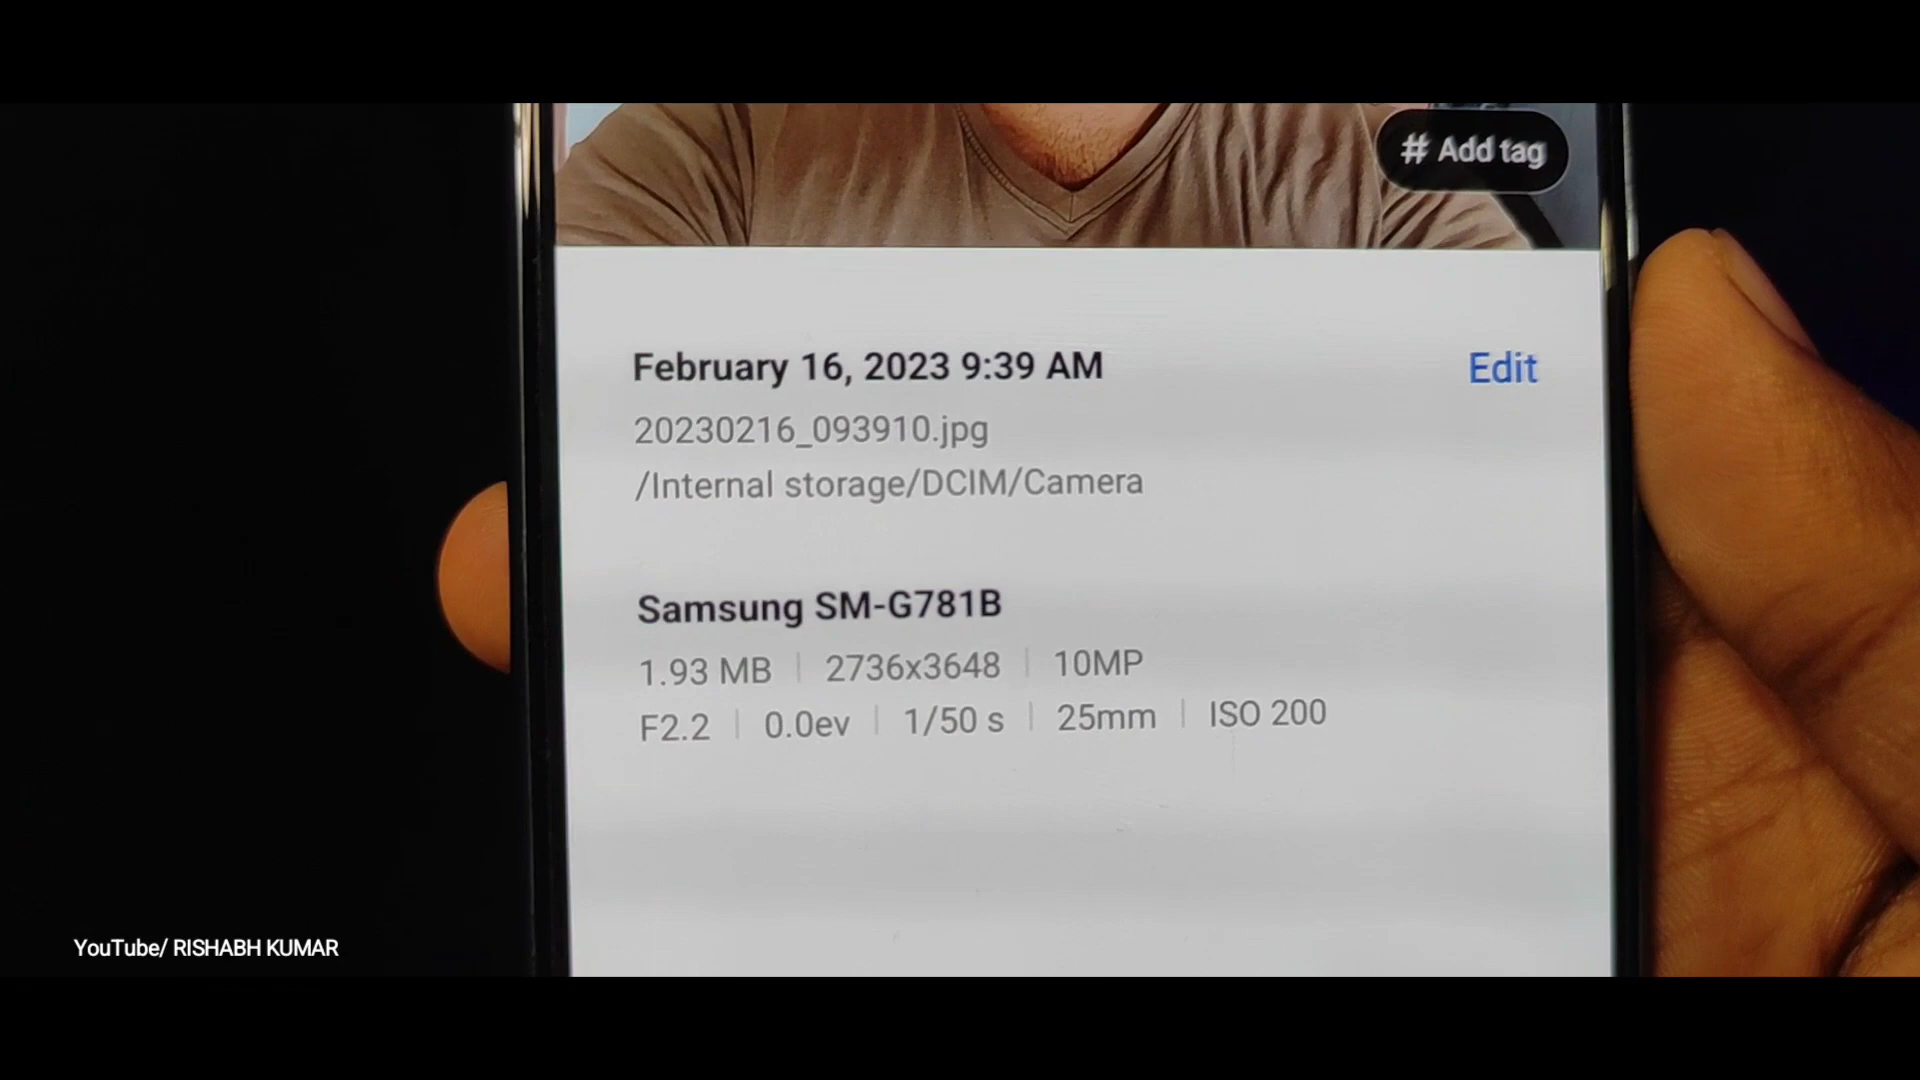 # Add tag
February 16, 2023 9:39 AM
Edit
20230216_093910.jpg
/Internal storage/DCIM/Camera
Samsung SM-G781B
1.93 MB | 2736x3648 | 10MP
F2.2 | 0.0ev | 1/50 s | 25mm | ISO 200
YouTube/ RISHABH KUMAR